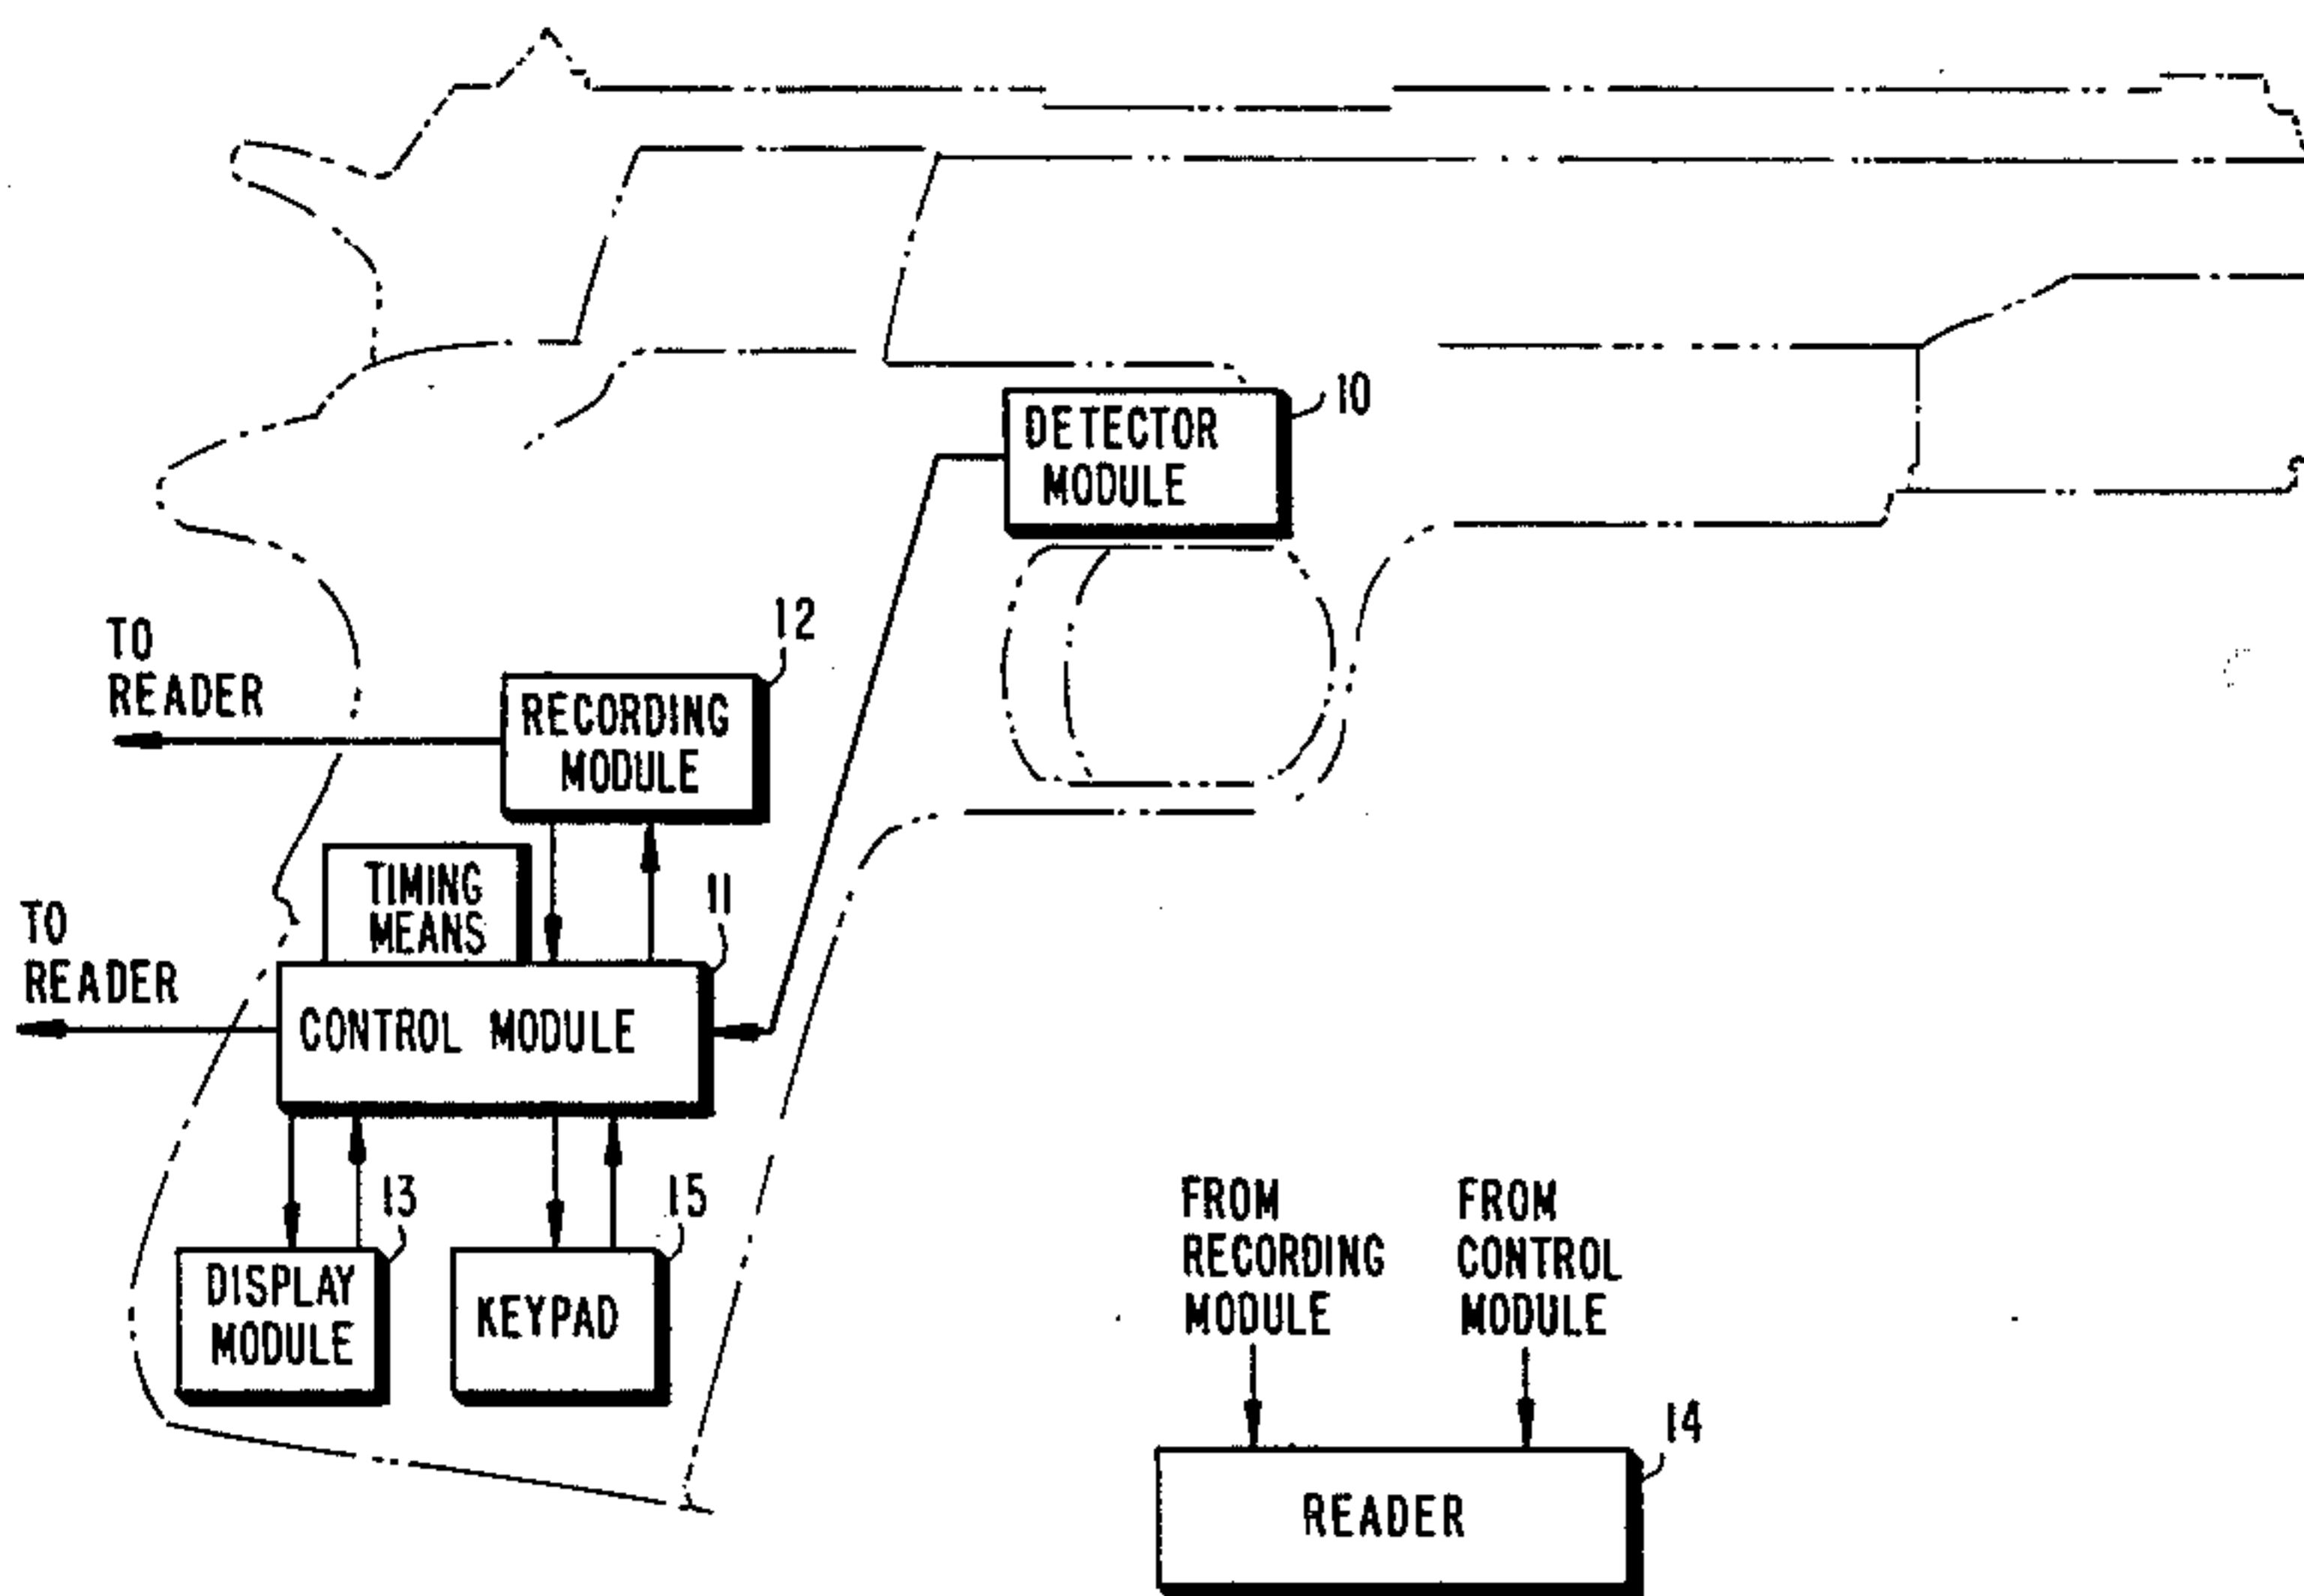 10
DETECTOR
MODULE
12
TO
READER
RECORDING
MODULE
TIMING
MEANS
11
TO
READER
CONTROL MODULE
13
15
DISPLAY
MODULE
KEYPAD
FROM
RECORDING
MODULE
FROM
CONTROL
MODULE
14
READER